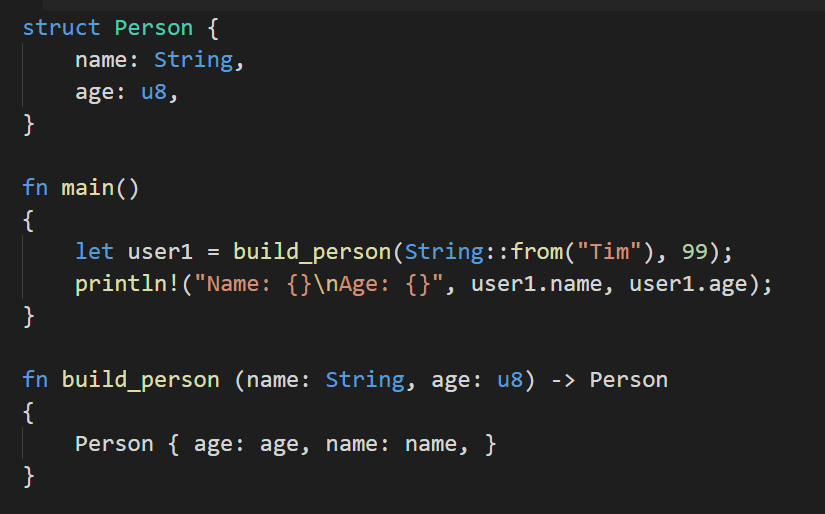 struct Person {
    name: String,
    age: u8,
}

fn main()
{
    let user1 = build_person(String::from("Tim"), 99);
    println!("Name: {}\nAge: {}", user1.name, user1.age);
}

fn build_person (name: String, age: u8) -> Person
{
    Person { age: age, name: name, }
}